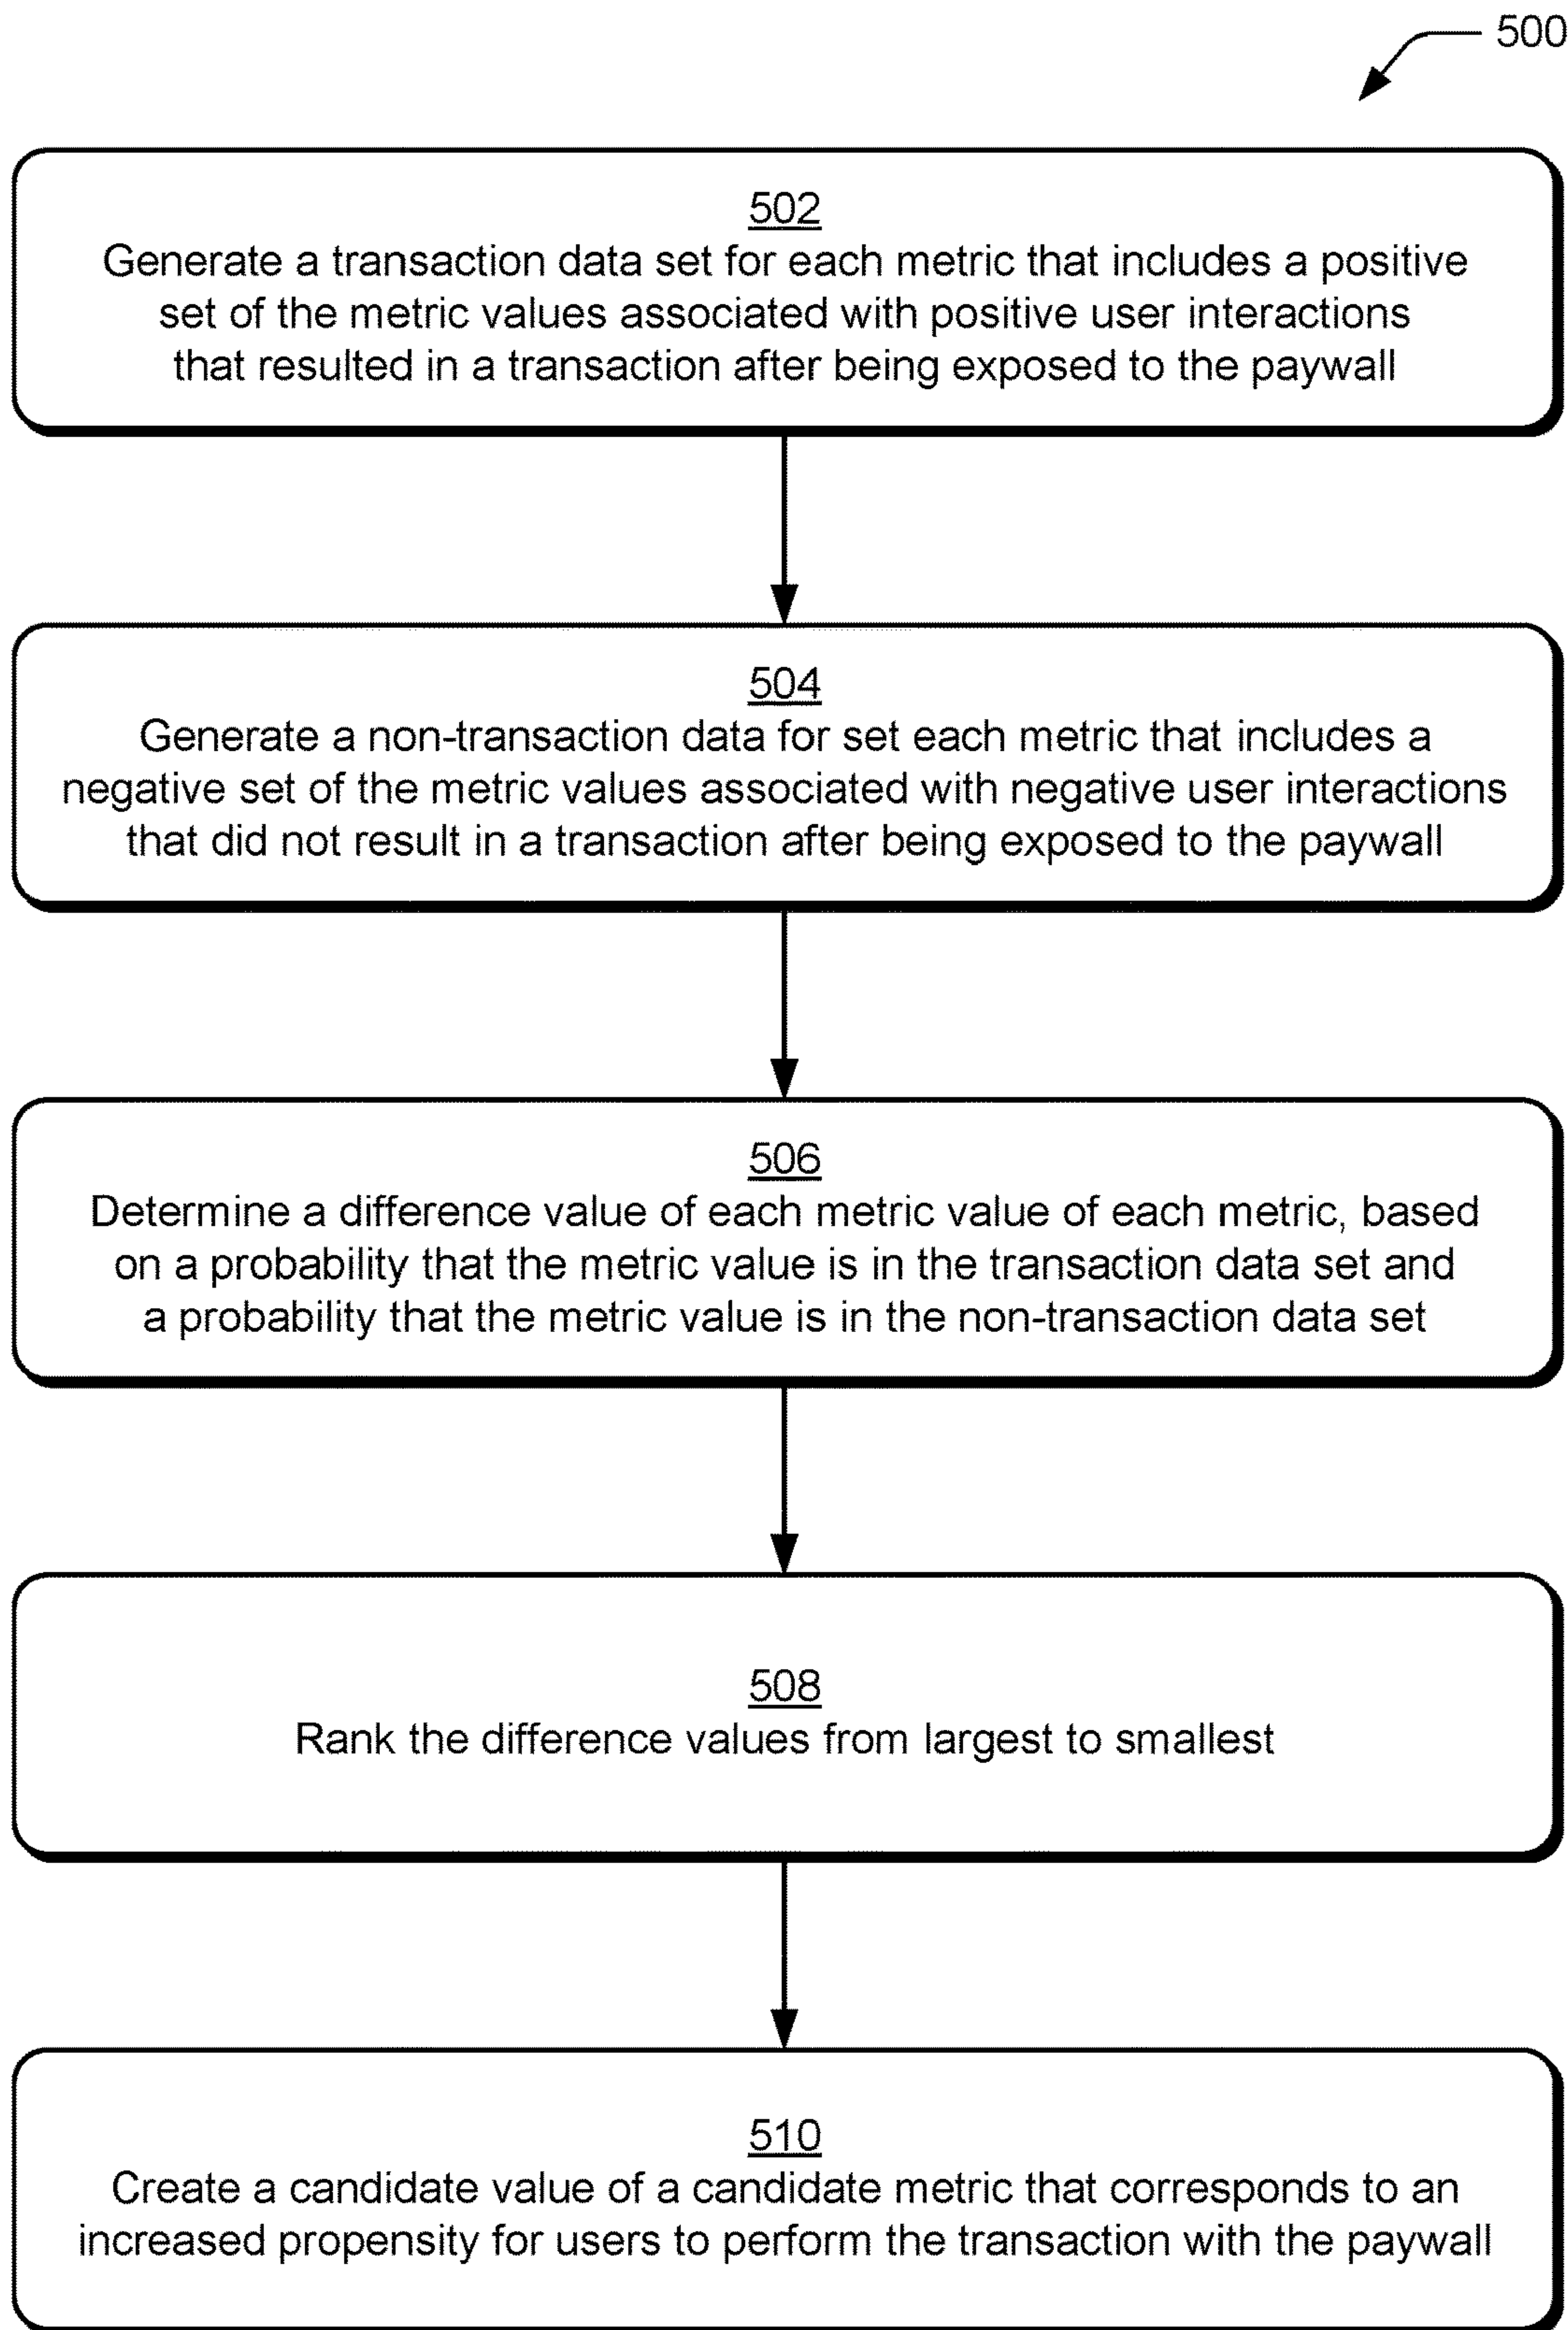 500
502
Generate a transaction data set for each metric that includes a positive
set of the metric values associated with positive user interactions
that resulted in a transaction after being exposed to the paywall
504
Generate a non-transaction data for set each metric that includes a
negative set of the metric values associated with negative user interactions
that did not result in a transaction after being exposed to the paywall
506
Determine a difference value of each metric value of each metric, based
on a probability that the metric value is in the transaction data set and
a probability that the metric value is in the non-transaction data set
508
Rank the difference values from largest to smallest
510
Create a candidate value of a candidate metric that corresponds to an
increased propensity for users to perform the transaction with the paywall